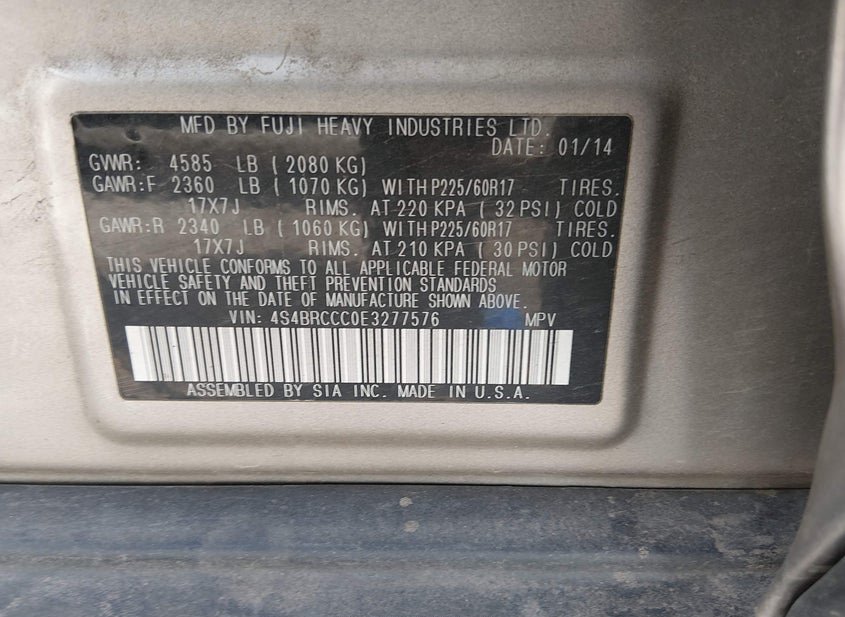 MFD BY FUJI HEAVY INDUSTRIES LTD.
DATE: 01/14
GVWR: 4585 LB ( 2080 KG)
GAWR:F 2360 LB ( 1070 KG) WITH P225/60R17 TIRES.
17X7J RIMS. AT 220 KPA ( 32 PSI) COLD
GAWR:R 2340 LB ( 1060 KG) WITH P225/60R17 TIRES.
17X7J RIMS. AT 210 KPA ( 30 PSI) COLD
THIS VEHICLE CONFORMS TO ALL APPLICABLE FEDERAL MOTOR
VEHICLE SAFETY AND THEFT PREVENTION STANDARDS
IN EFFECT ON THE DATE OF MANUFACTURE SHOWN ABOVE.
VIN: 4S4BRCCC0E3277576 MPV
ASSEMBLED BY SIA INC. MADE IN U.S.A.